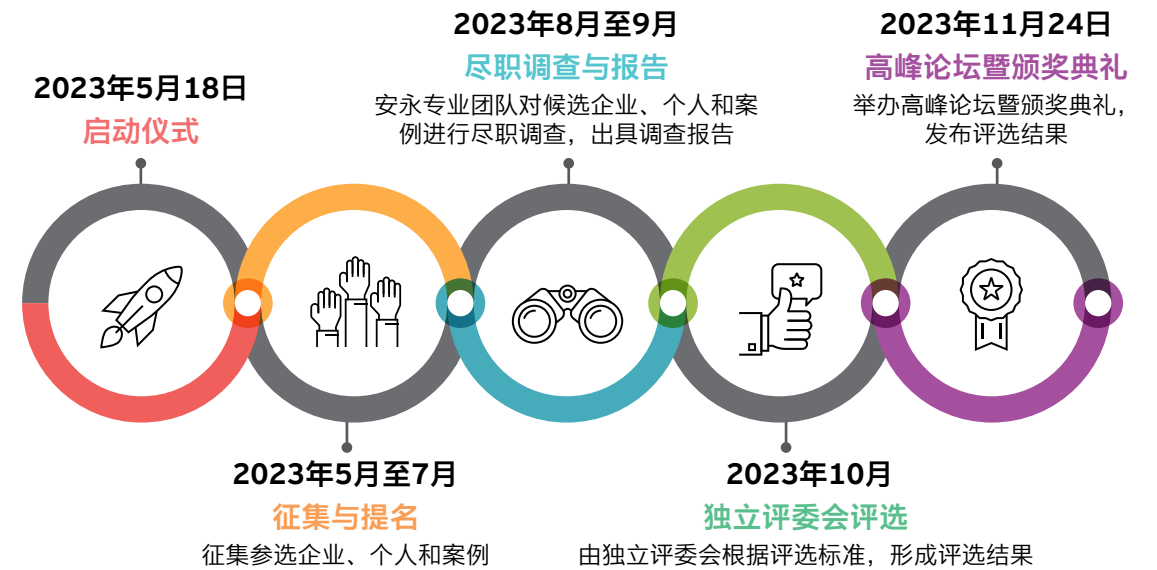 2023年5月18日
启动仪式
2023年5月至7月
征集与提名
征集参选企业、个人和案例
2023年8月至9月
尽职调查与报告
安永专业团队对候选企业、个人和案
例进行尽职调查，出具调查报告
2023年10月
独立评委会评选
由独立评委会根据评选标准，形成评选结果
2023年11月24日
高峰论坛暨颁奖典礼
举办高峰论坛暨颁奖典礼，
发布评选结果